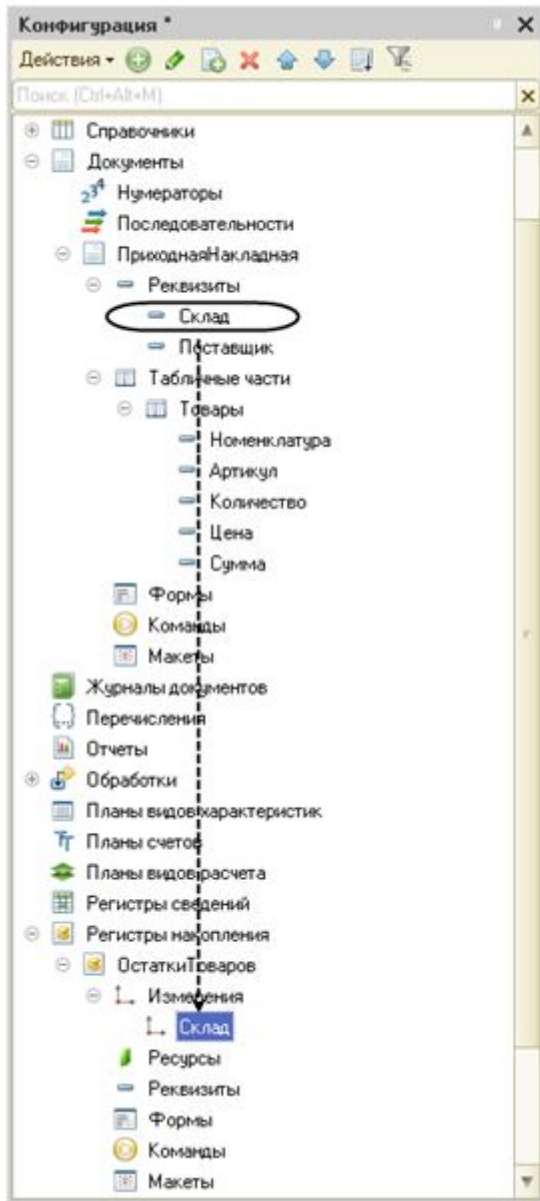 Конфигурация *
Действия
Поиск (Ctrl+Alt+M)
Справочники
Документы
Нумераторы
Последовательности
ПриходнаяНакладная
Реквизиты
Склад
Поставщик
Табличные части
Товары
Номенклатура
Артикул
Количество
Цена
Сумма
Формы
Команды
Макеты
Журналы документов
Перечисления
Отчеты
Обработки
Планы видов характеристик
Планы счетов
Планы видов расчета
Регистры сведений
Регистры накопления
ОстаткиТоваров
Измерения
Склад
Ресурсы
Реквизиты
Формы
Команды
Макеты